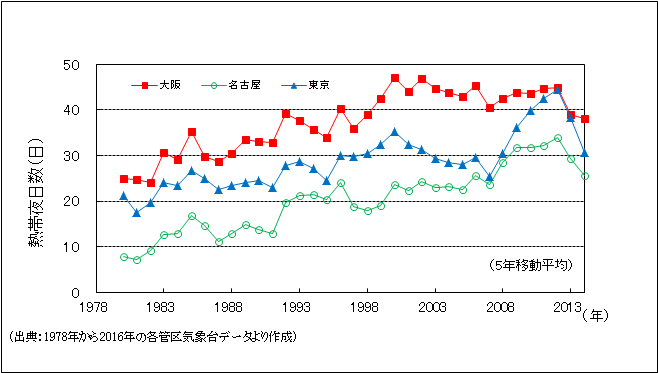 大阪 名古屋 東京
50
40
30
20
10
0
熱帯夜日数(日)
(5年移動平均)
1978 1983 1988 1993 1998 2003 2008 2013
(年)
(出典:1978年から2016年の各管区気象台データより作成)